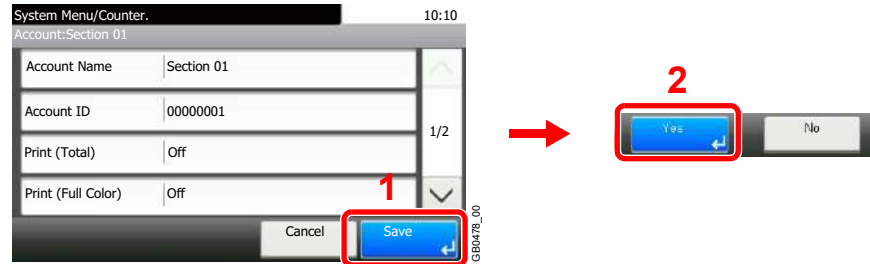 System Menu/Counter. 10:10
Account:Section 01
Account Name Section 01
Account ID 00000001
1/2
Print (Total) Off
Print (Full Color) Off
1
Cancel Save
GB0478_00
2
Yes No